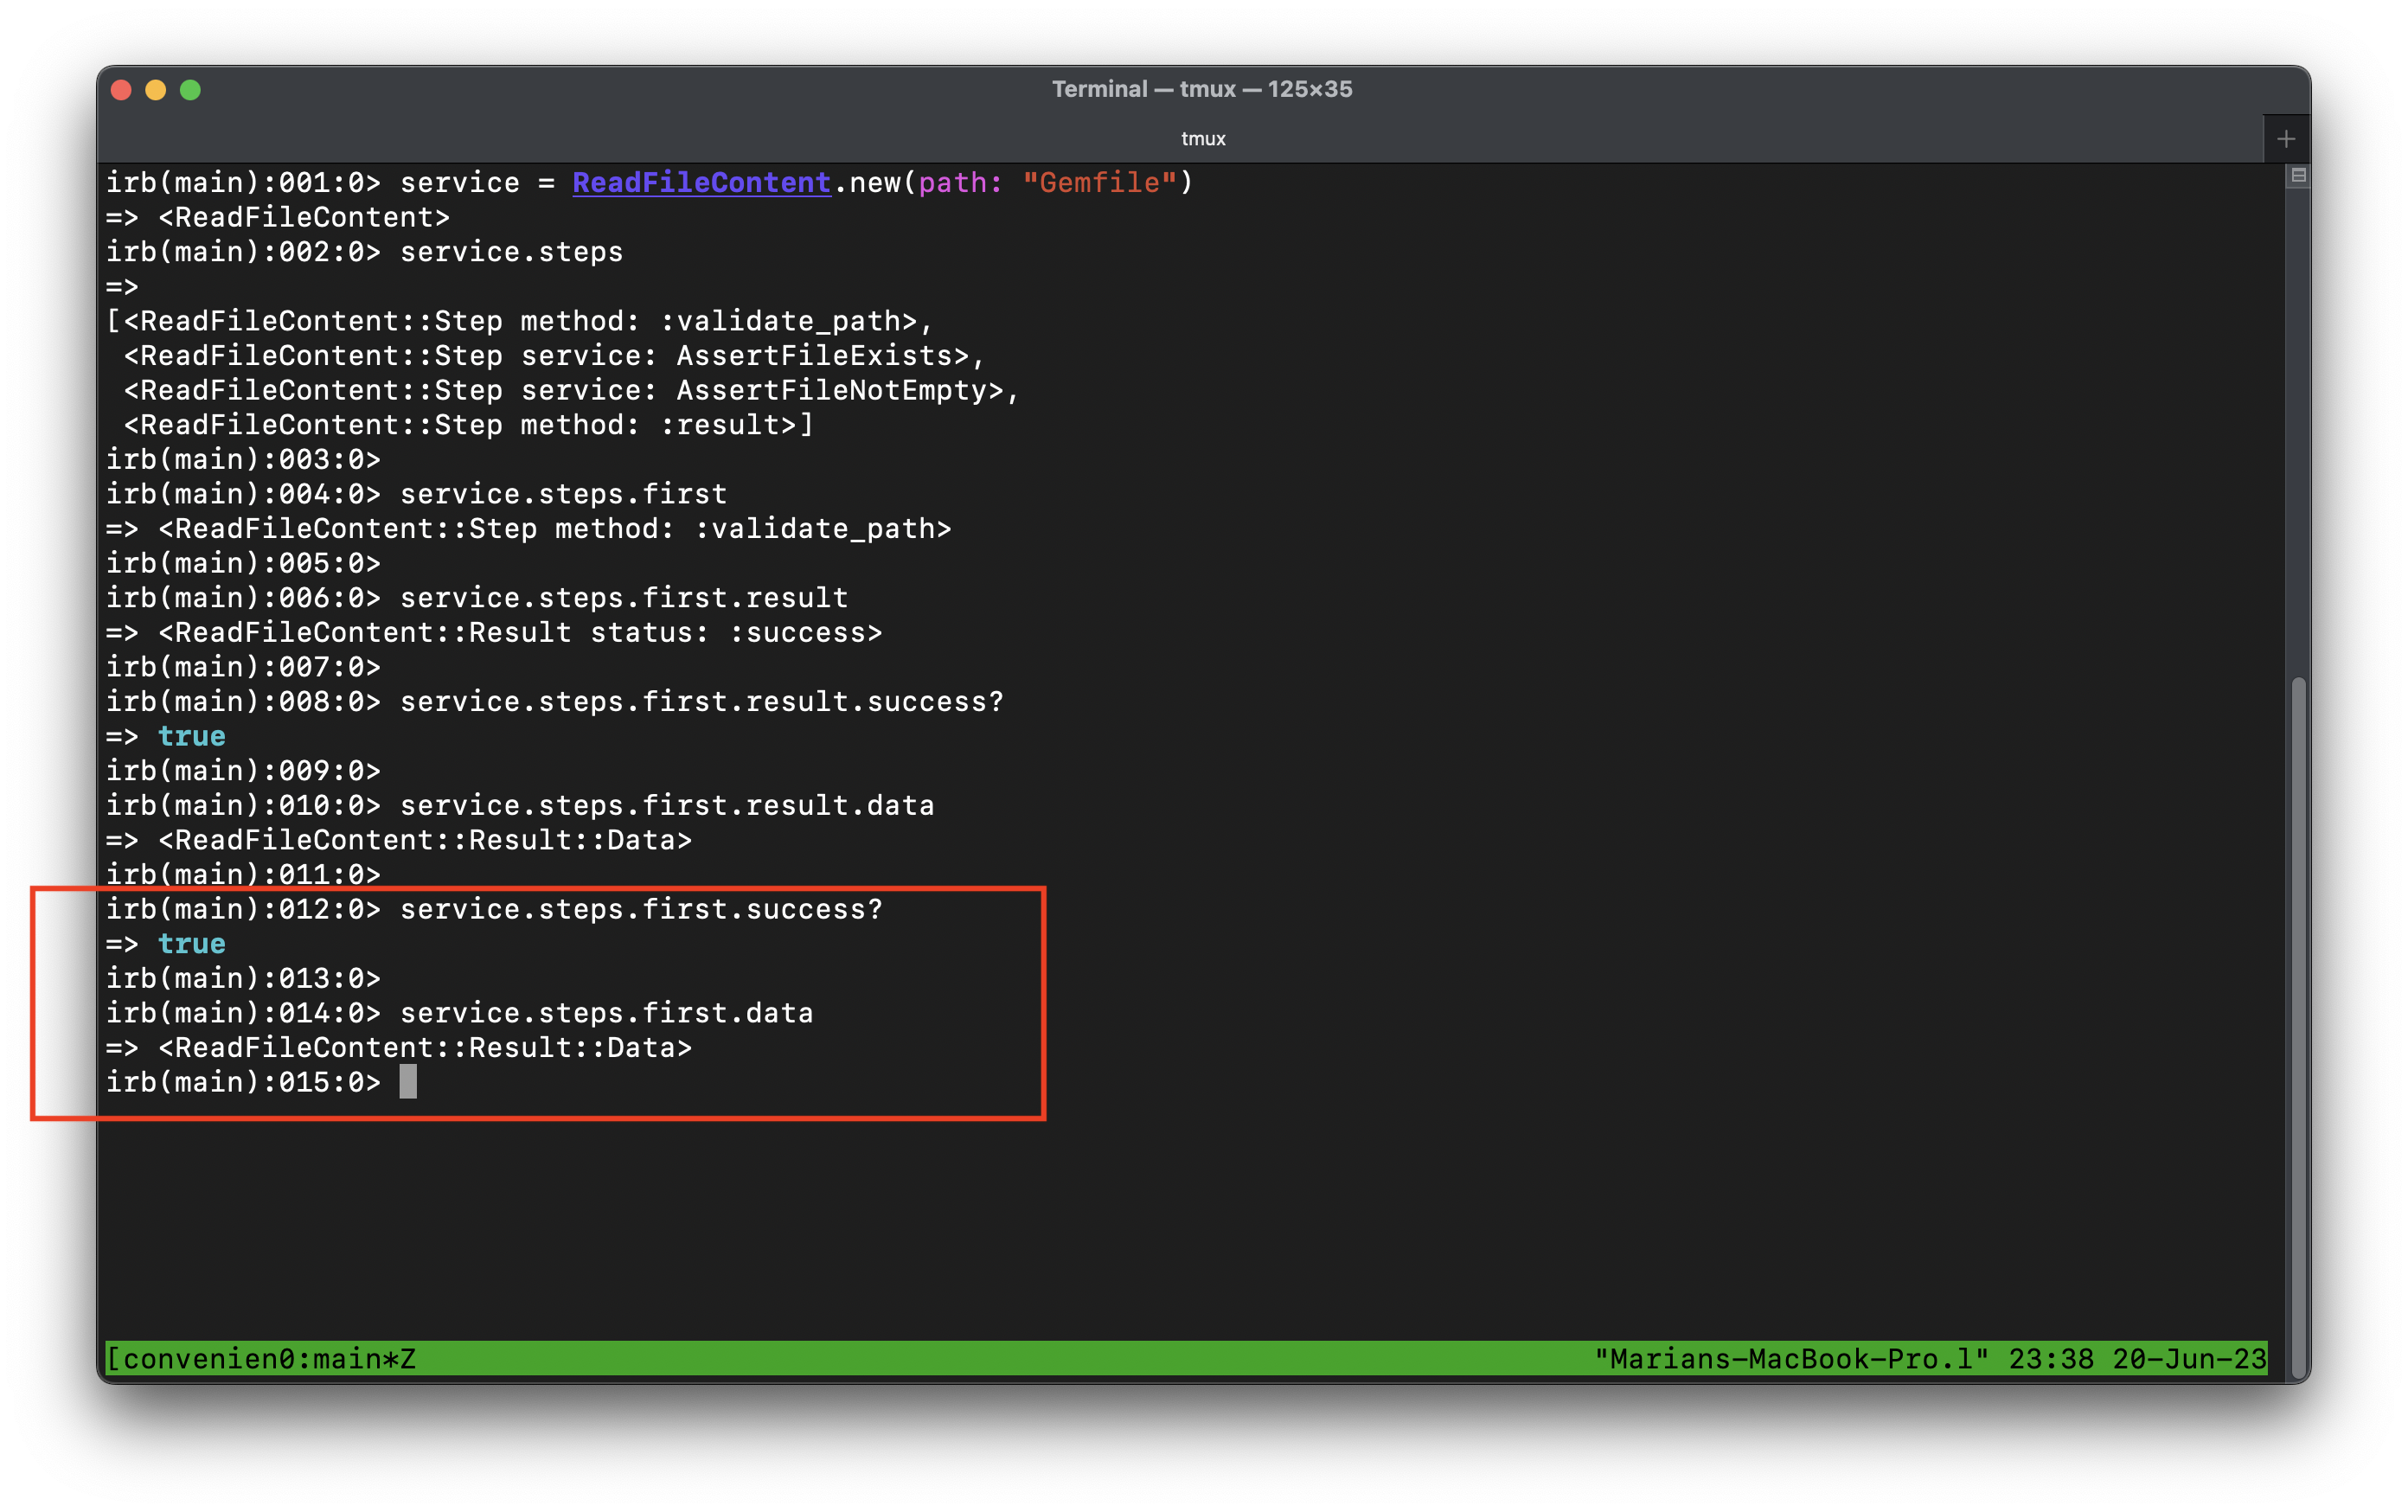 Terminal — tmux — 125×35
tmux
irb(main):001:0> service = ReadFileContent.new(path: "Gemfile")
=> <ReadFileContent>
irb(main):002:0> service.steps
=>
[<ReadFileContent::Step method: :validate_path>,
 <ReadFileContent::Step service: AssertFileExists>,
 <ReadFileContent::Step service: AssertFileNotEmpty>,
 <ReadFileContent::Step method: :result>]
irb(main):003:0>
irb(main):004:0> service.steps.first
=> <ReadFileContent::Step method: :validate_path>
irb(main):005:0>
irb(main):006:0> service.steps.first.result
=> <ReadFileContent::Result status: :success>
irb(main):007:0>
irb(main):008:0> service.steps.first.result.success?
=> true
irb(main):009:0>
irb(main):010:0> service.steps.first.result.data
=> <ReadFileContent::Result::Data>
irb(main):011:0>
irb(main):012:0> service.steps.first.success?
=> true
irb(main):013:0>
irb(main):014:0> service.steps.first.data
=> <ReadFileContent::Result::Data>
irb(main):015:0>
[convenien0:main*Z "Marians-MacBook-Pro.l" 23:38 20-Jun-23